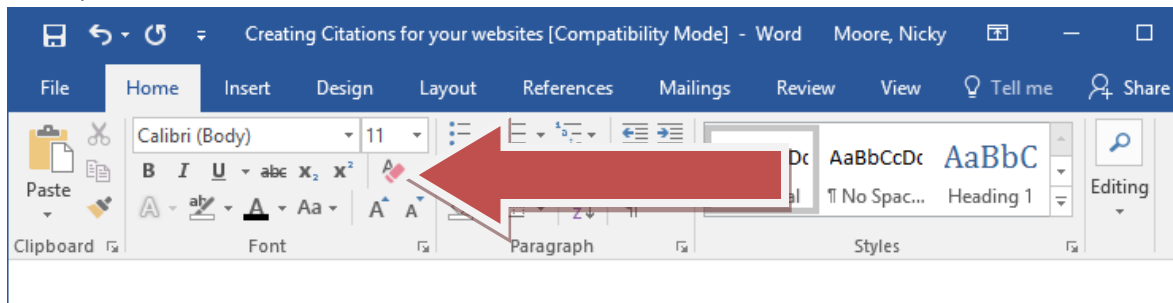 Creating Citations for your websites [Compatibility Mode] - Word Moore, Nicky
File Home Insert Design Layout References Mailings Review View Tell me Share
Calibri (Body) 11
B I U abc X₂ X² AaBbCcDc AaBbC
Paste Editing
A aby A Aa A A ¶ No Spac... Heading 1
Clipboard Font Paragraph Styles